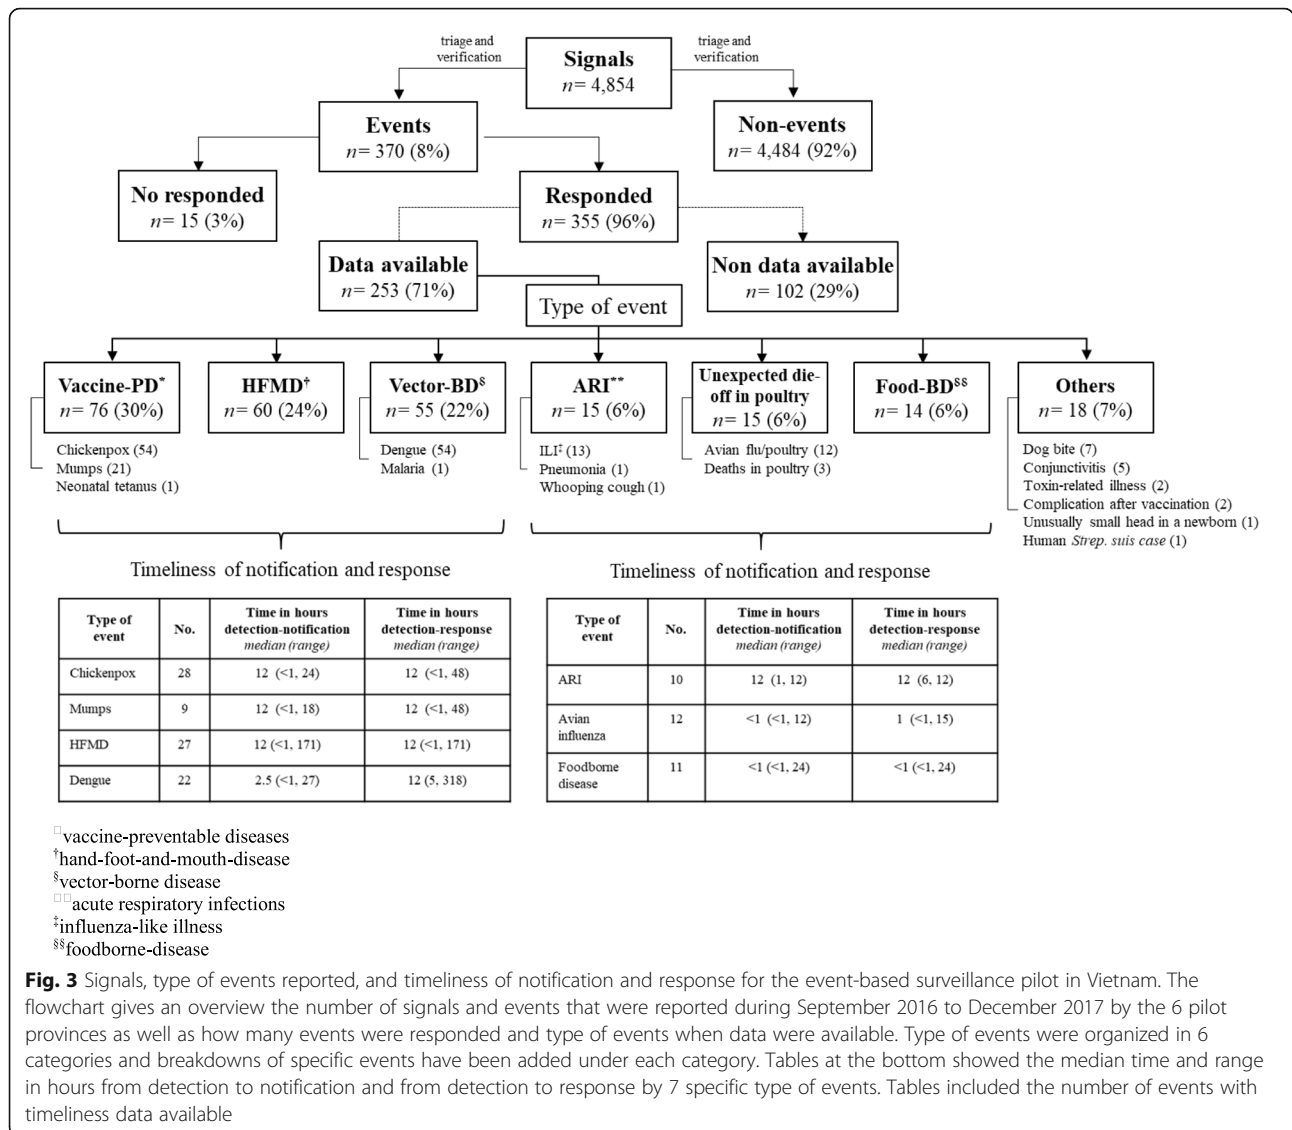 triage and
verification
Signals
n= 4,854
triage and
verification
Events
n= 370 (8%)
Non-events
n= 4,484 (92%)
No responded
n= 15 (3%)
Responded
n= 355 (96%)
Data available
n= 253 (71%)
Non data available
n= 102 (29%)
Type of event
Vaccine-PD*
n= 76 (30%)
HFMD†
n= 60 (24%)
Vector-BD§
n= 55 (22%)
ARI**
n= 15 (6%)
Unexpected die-
off in poultry
n= 15 (6%)
Food-BD§§
n= 14 (6%)
Others
n= 18 (7%)
Chickenpox (54)
Mumps (21)
Neonatal tetanus (1)
Dengue (54)
Malaria (1)
ILI‡ (13)
Pneumonia (1)
Whooping cough (1)
Avian flu/poultry (12)
Deaths in poultry (3)
Dog bite (7)
Conjunctivitis (5)
Toxin-related illness (2)
Complication after vaccination (2)
Unusually small head in a newborn (1)
Human Strep. suis case (1)
Timeliness of notification and response
Type of event No. Time in hours detection-notification median (range) Time in hours detection-response median (range)
Chickenpox 28 12 (<1, 24) 12 (<1, 48)
Mumps 9 12 (<1, 18) 12 (<1, 48)
HFMD 27 12 (<1, 171) 12 (<1, 171)
Dengue 22 2.5 (<1, 27) 12 (5, 318)
Timeliness of notification and response
Type of event No. Time in hours detection-notification median (range) Time in hours detection-response median (range)
ARI 10 12 (1, 12) 12 (6, 12)
Avian influenza 12 <1 (<1, 12) 1 (<1, 15)
Foodborne disease 11 <1 (<1, 24) <1 (<1, 24)
□vaccine-preventable diseases
†hand-foot-and-mouth-disease
§vector-borne disease
□□acute respiratory infections
‡influenza-like illness
§§foodborne-disease
Fig. 3 Signals, type of events reported, and timeliness of notification and response for the event-based surveillance pilot in Vietnam. The
flowchart gives an overview the number of signals and events that were reported during September 2016 to December 2017 by the 6 pilot
provinces as well as how many events were responded and type of events when data were available. Type of events were organized in 6
categories and breakdowns of specific events have been added under each category. Tables at the bottom showed the median time and range
in hours from detection to notification and from detection to response by 7 specific type of events. Tables included the number of events with
timeliness data available